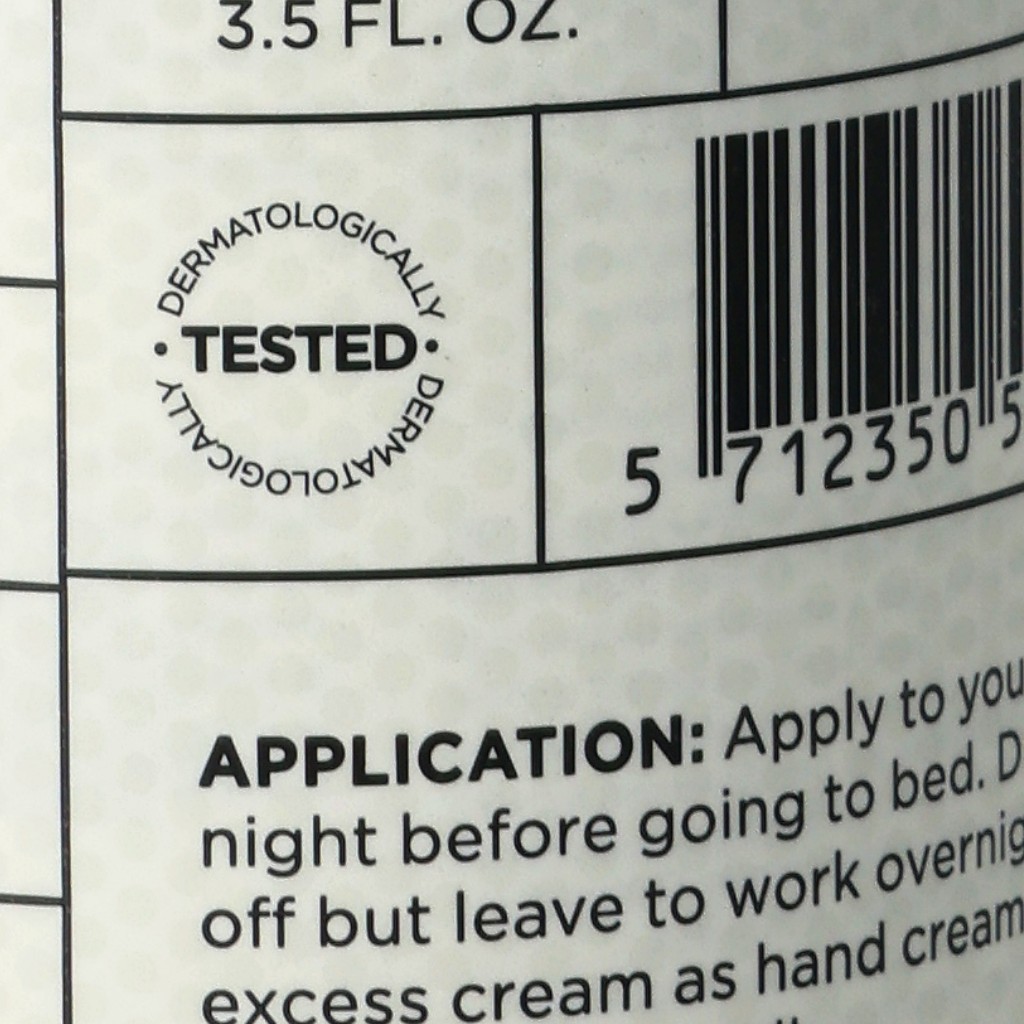 3.5 FL. OZ.
DERMATOLOGICALLY
• TESTED •
DERMATOLOGICALLY
5 712350 5
APPLICATION: Apply to you
night before going to bed. D
off but leave to work overnig
excess cream as hand cream